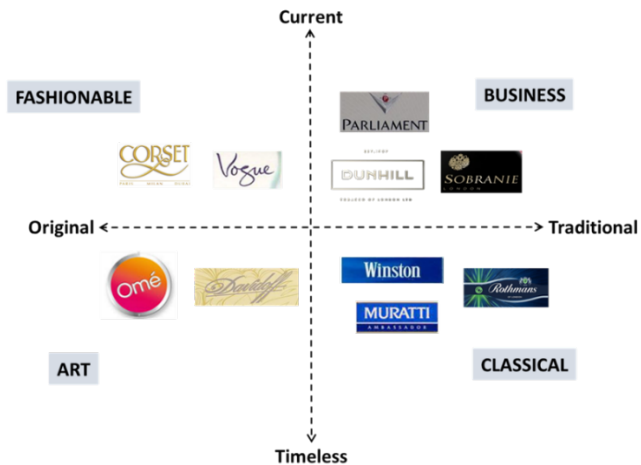 Current
FASHIONABLE
BUSINESS
PARLIAMENT
CORSET
Vogue
DUNHILL
SOBRANIE
LONDON
Original
Traditional
Omé
Davidoff
Winston
Rothmans
MURATTI
AMBASSADOR
ART
CLASSICAL
Timeless